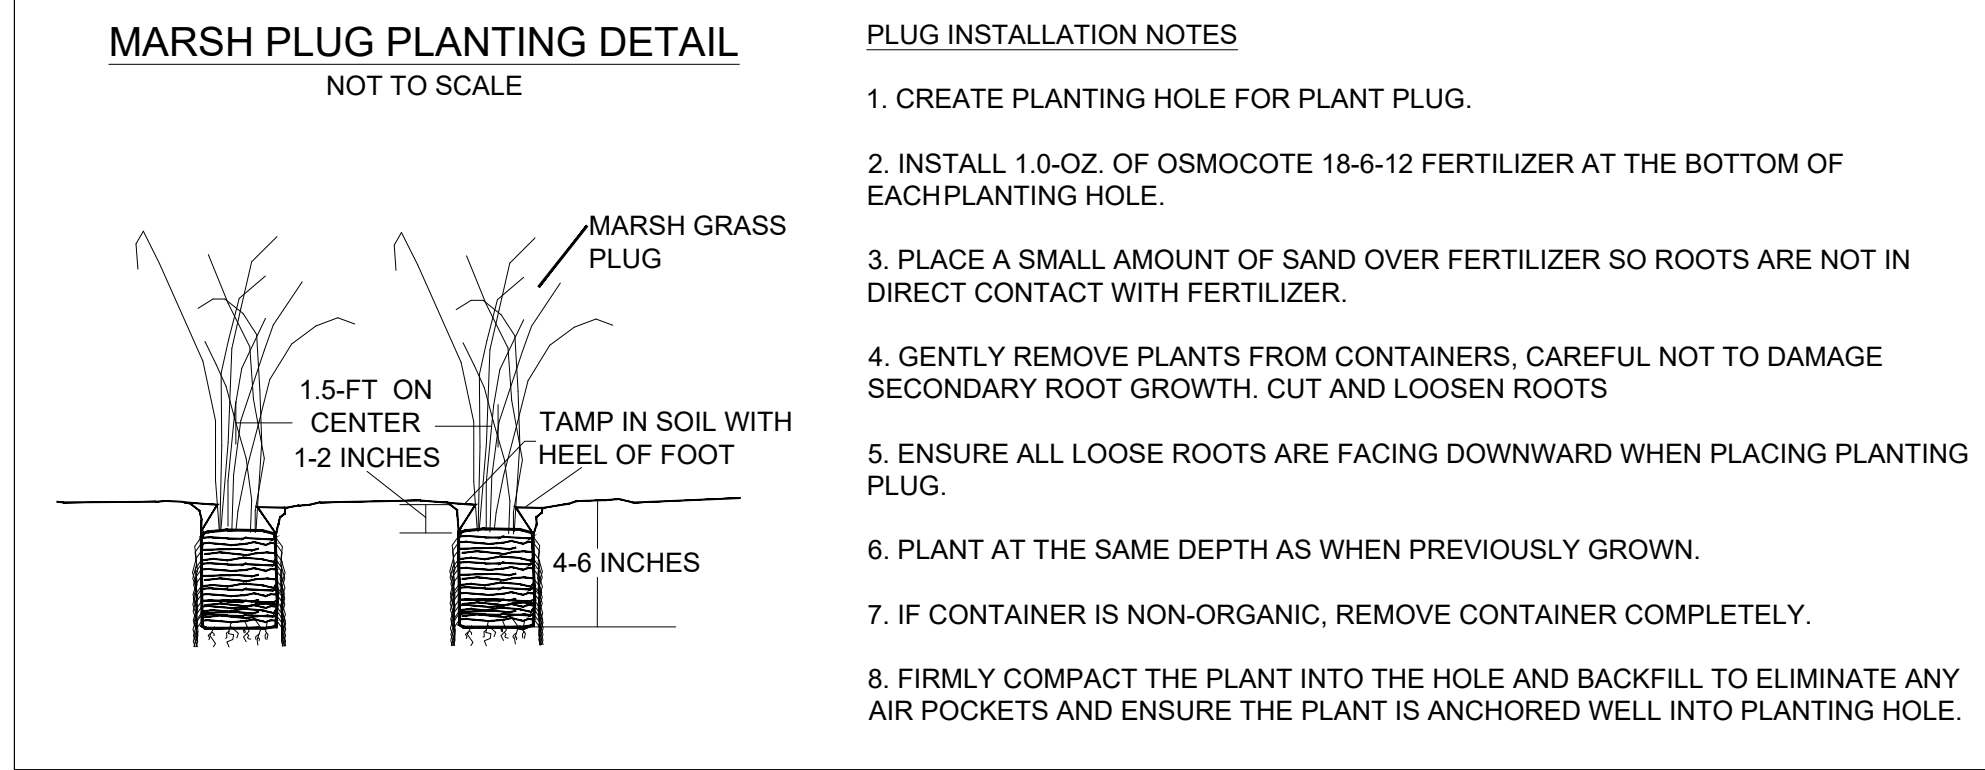 MARSH PLUG PLANTING DETAIL
NOT TO SCALE
MARSH GRASS
PLUG
1.5-FT ON
CENTER
1-2 INCHES
TAMP IN SOIL WITH
HEEL OF FOOT
4-6 INCHES
PLUG INSTALLATION NOTES
1. CREATE PLANTING HOLE FOR PLANT PLUG.
2. INSTALL 1.0-OZ. OF OSMOCOTE 18-6-12 FERTILIZER AT THE BOTTOM OF
EACH PLANTING HOLE.
3. PLACE A SMALL AMOUNT OF SAND OVER FERTILIZER SO ROOTS ARE NOT IN
DIRECT CONTACT WITH FERTILIZER.
4. GENTLY REMOVE PLANTS FROM CONTAINERS, CAREFUL NOT TO DAMAGE
SECONDARY ROOT GROWTH. CUT AND LOOSEN ROOTS
5. ENSURE ALL LOOSE ROOTS ARE FACING DOWNWARD WHEN PLACING PLANTING
PLUG.
6. PLANT AT THE SAME DEPTH AS WHEN PREVIOUSLY GROWN.
7. IF CONTAINER IS NON-ORGANIC, REMOVE CONTAINER COMPLETELY.
8. FIRMLY COMPACT THE PLANT INTO THE HOLE AND BACKFILL TO ELIMINATE ANY
AIR POCKETS AND ENSURE THE PLANT IS ANCHORED WELL INTO PLANTING HOLE.